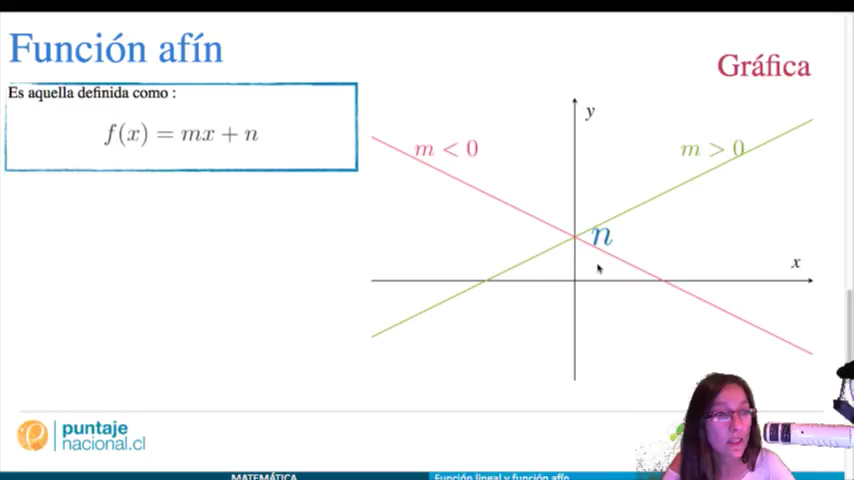 Función afín
Gráfica
Es aquella definida como :
f(x) = mx + n
y
m < 0
m > 0
n
x
puntaje
nacional.cl
MATEMÁTICA
Función lineal y función afín